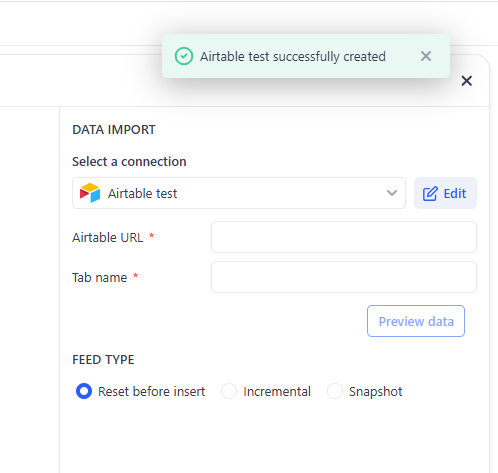 Airtable test successfully created
DATA IMPORT
Select a connection
Airtable test
Edit
Airtable URL *
Tab name *
Preview data
FEED TYPE
Reset before insert Incremental Snapshot